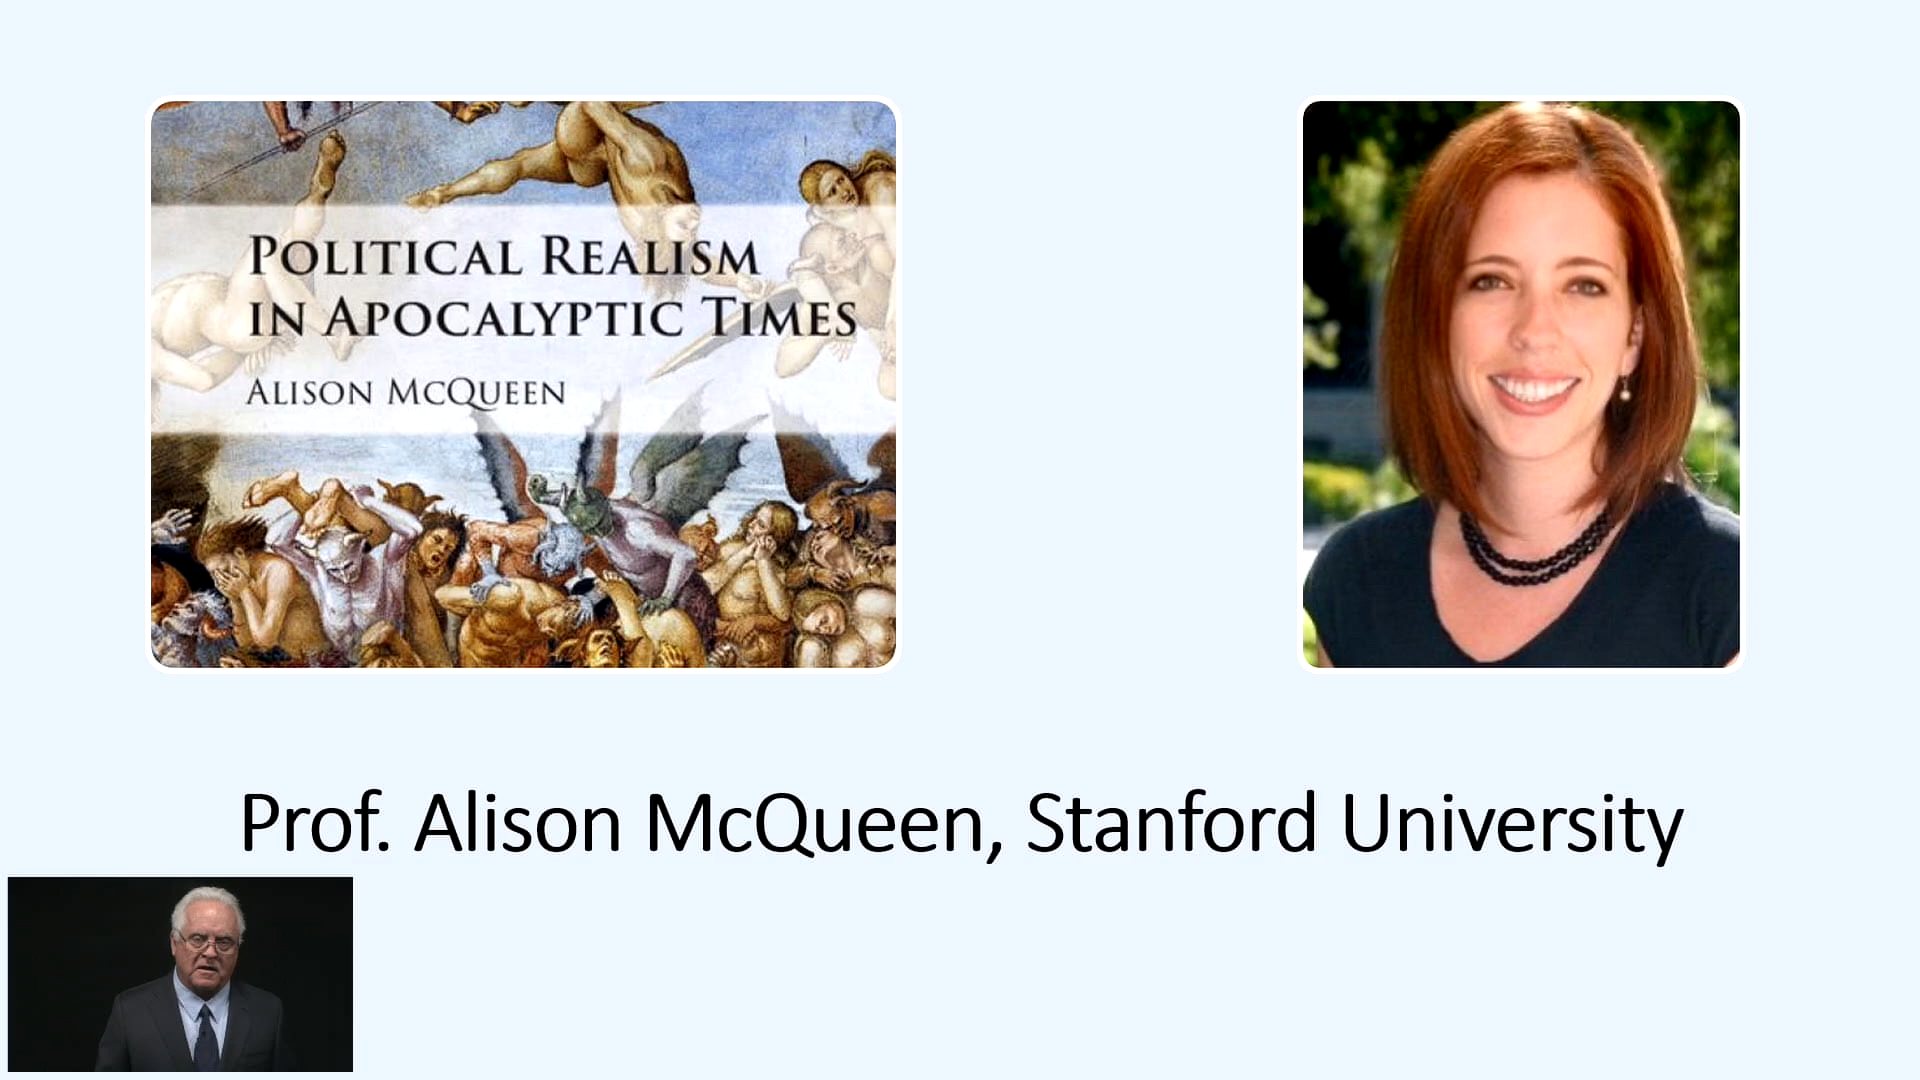 POLITICAL REALISM
IN APOCALYPTIC TIMES
ALISON MCQUEEN
Prof. Alison McQueen, Stanford University